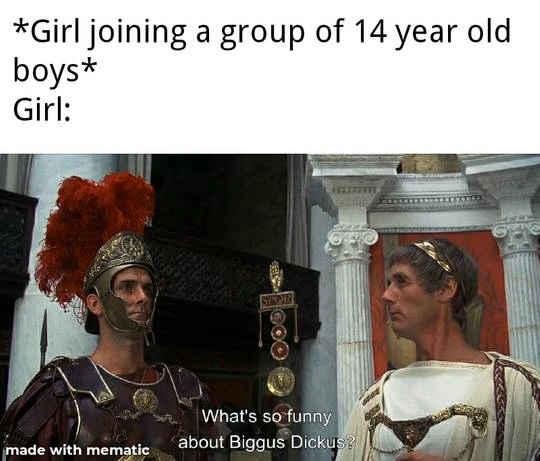 *Girl joining a group of 14 year old
boys*
Girl:
SPQR
What's so funny
about Biggus Dickus?
made with mematic